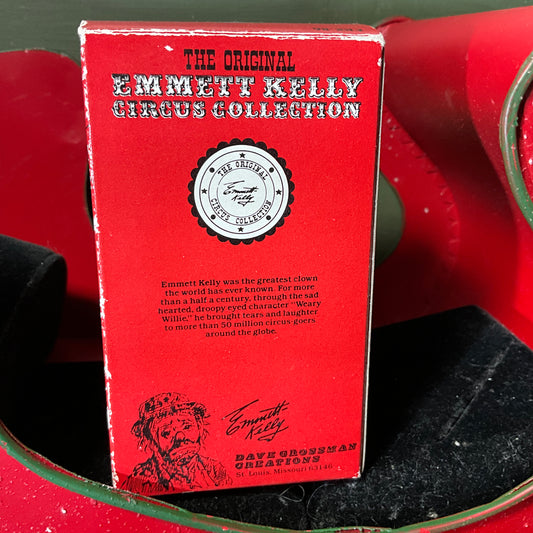 THE ORIGINAL
EMMETT KELLY
CIRCUS COLLECTION
THE ORIGINAL
Emmett
Kelly
CIRCUS COLLECTION
Emmett Kelly was the greatest clown
the world has ever known. For more
than a half a century, through the sad
hearted, droopy eyed character "Weary
Willie," he brought tears and laughter
to more than 50 million circus-goers
around the globe.
Emmett
Kelly
DAVE GROSSMAN
CREATIONS
St. Louis, Missouri 63146